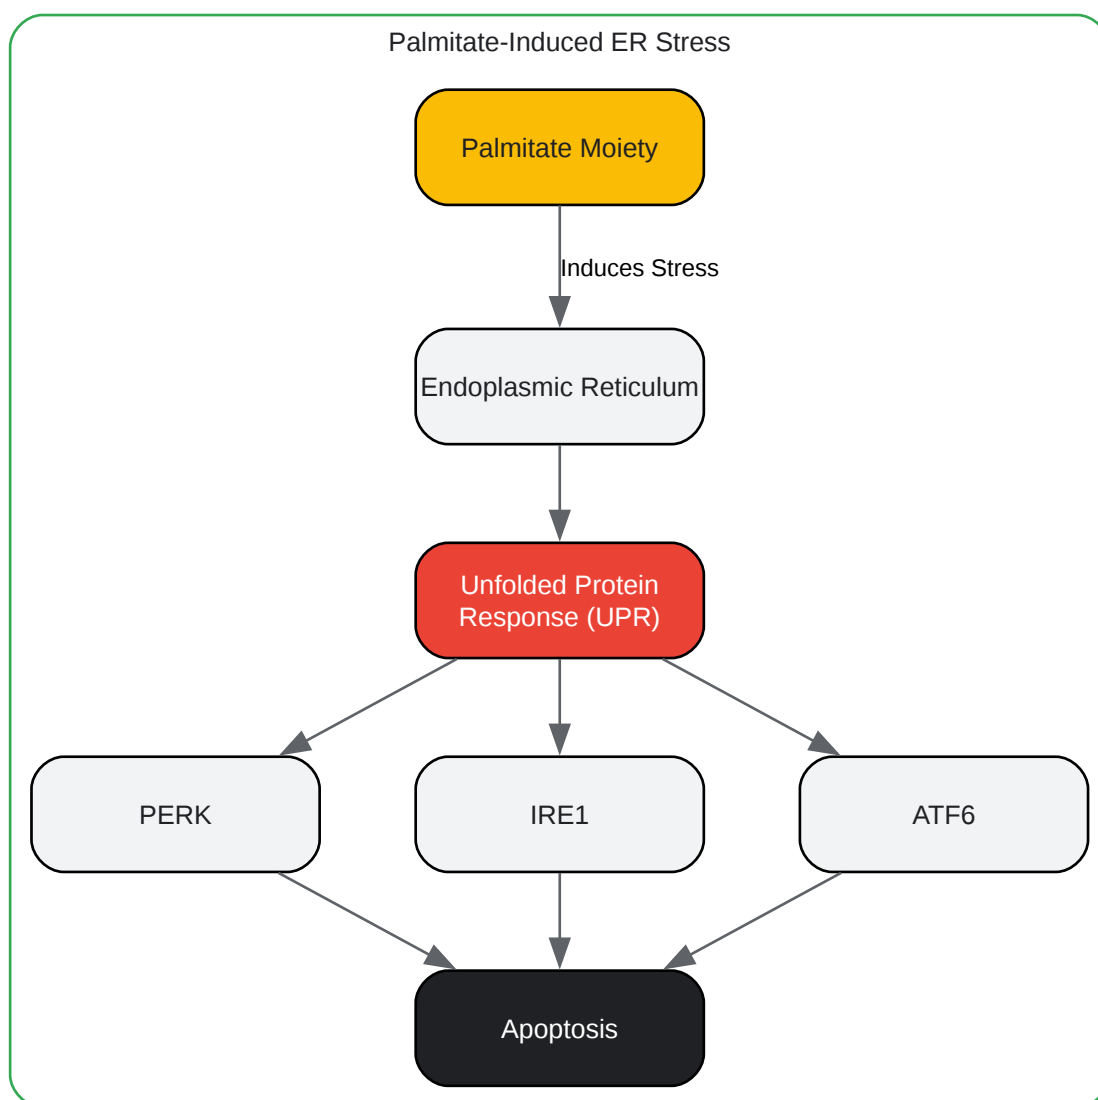 Palmitate-Induced ER Stress
Palmitate Moiety
Induces Stress
Endoplasmic Reticulum
Unfolded Protein
Response (UPR)
PERK
IRE1
ATF6
Apoptosis